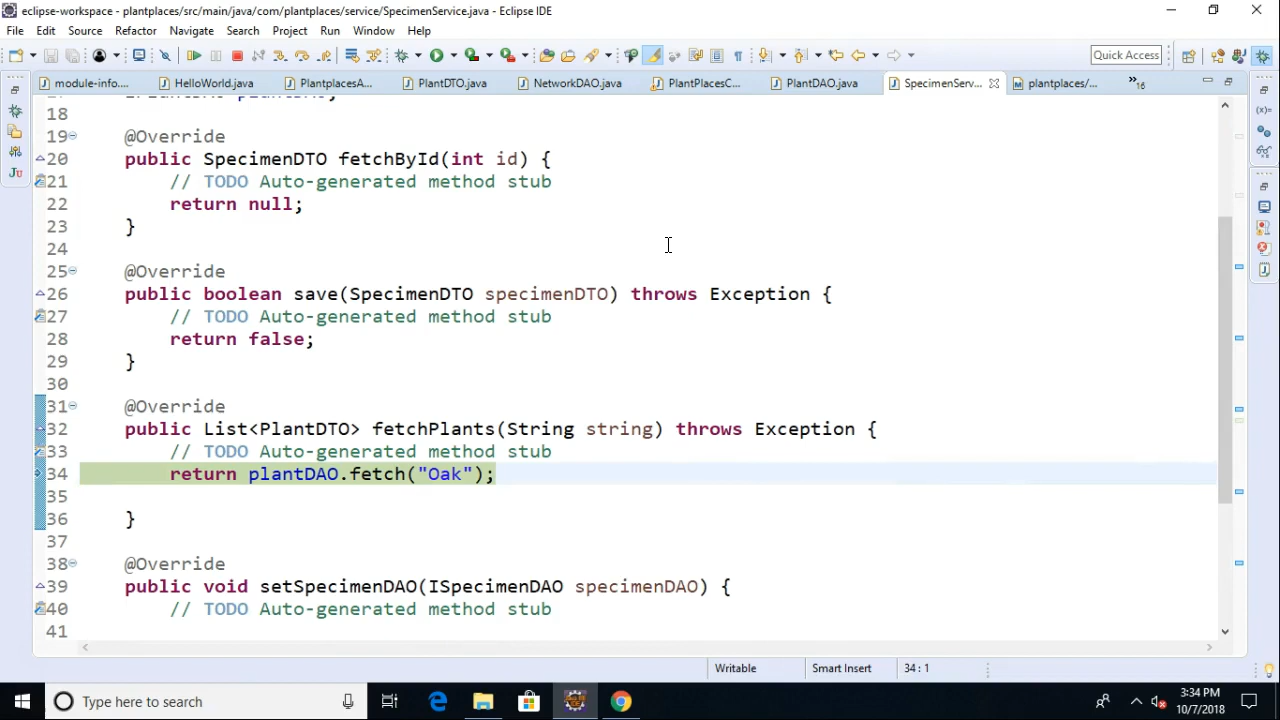 eclipse-workspace - plantplaces/src/main/java/com/plantplaces/service/SpecimenService.java - Eclipse IDE
File Edit Source Refactor Navigate Search Project Run Window Help
Quick Access
module-info.... HelloWorld.java PlantplacesA... PlantDTO.java NetworkDAO.java PlantPlacesC... PlantDAO.java SpecimenServ... plantplaces/... »16
18
19 @Override
20 public SpecimenDTO fetchById(int id) {
21 // TODO Auto-generated method stub
22 return null;
23 }
24
25 @Override
26 public boolean save(SpecimenDTO specimenDTO) throws Exception {
27 // TODO Auto-generated method stub
28 return false;
29 }
30
31 @Override
32 public List<PlantDTO> fetchPlants(String string) throws Exception {
33 // TODO Auto-generated method stub
34 return plantDAO.fetch("Oak");
35
36 }
37
38 @Override
39 public void setSpecimenDAO(ISpecimenDAO specimenDAO) {
40 // TODO Auto-generated method stub
41
Writable Smart Insert 34 : 1
Type here to search
3:34 PM
10/7/2018